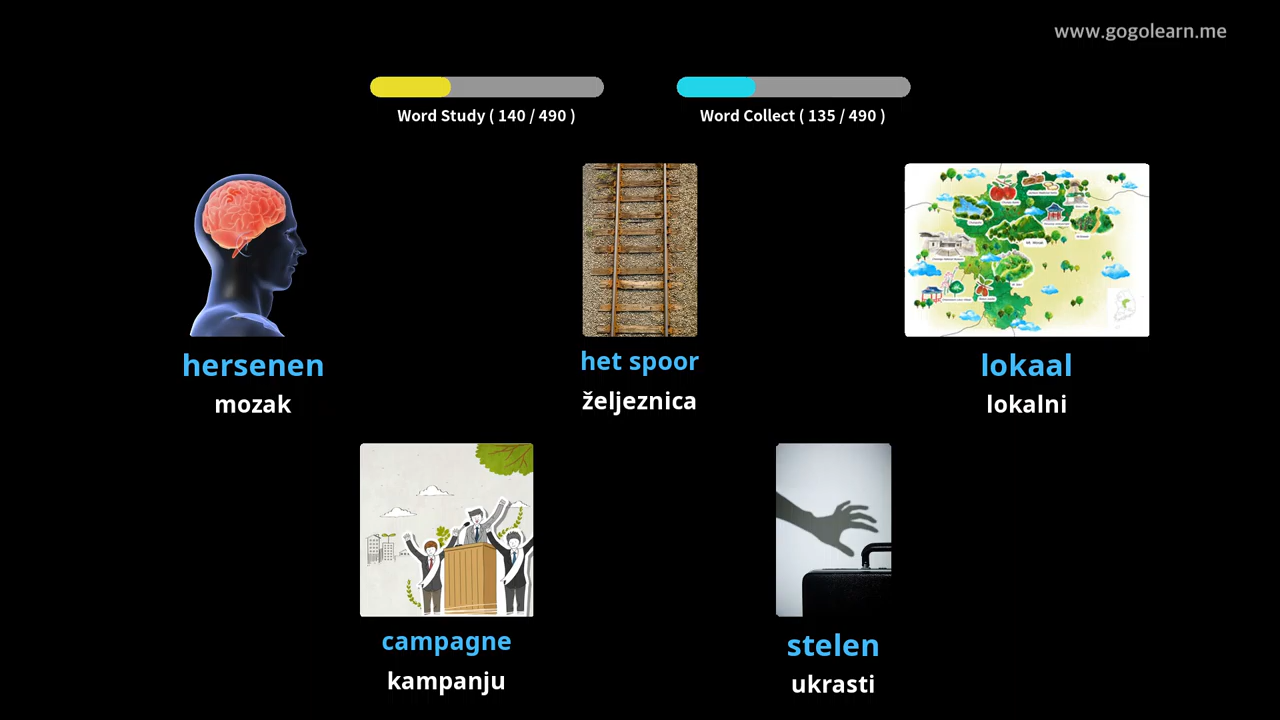 www.gogolearn.me
Word Study ( 140 / 490 )
Word Collect ( 135 / 490 )
hersenen
mozak
het spoor
željeznica
lokaal
lokalni
campagne
kampanju
stelen
ukrasti